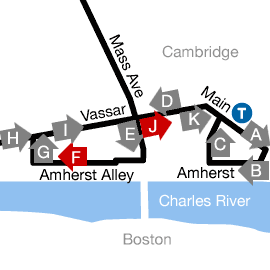 Mass Ave
Cambridge
Main
Vassar
D
T
J
K
A
I
E
H
C
G
F
B
Amherst Alley
Amherst
Charles River
Boston